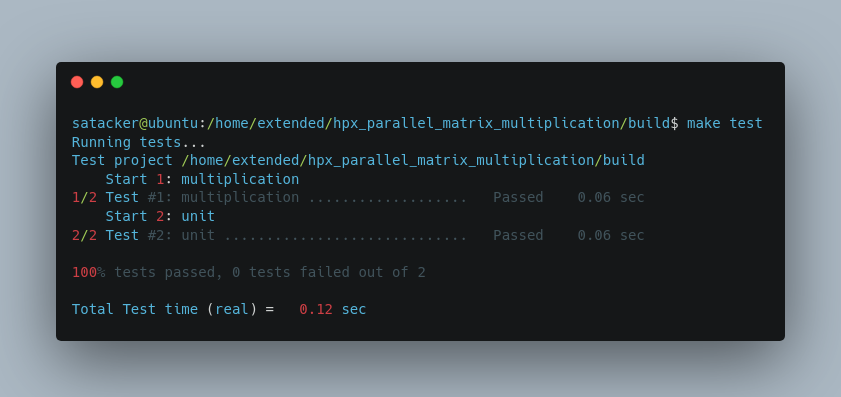 satacker@ubuntu:/home/extended/hpx_parallel_matrix_multiplication/build$ make test
Running tests...
Test project /home/extended/hpx_parallel_matrix_multiplication/build
    Start 1: multiplication
1/2 Test #1: multiplication ...................   Passed    0.06 sec
    Start 2: unit
2/2 Test #2: unit .............................   Passed    0.06 sec
100% tests passed, 0 tests failed out of 2
Total Test time (real) =   0.12 sec